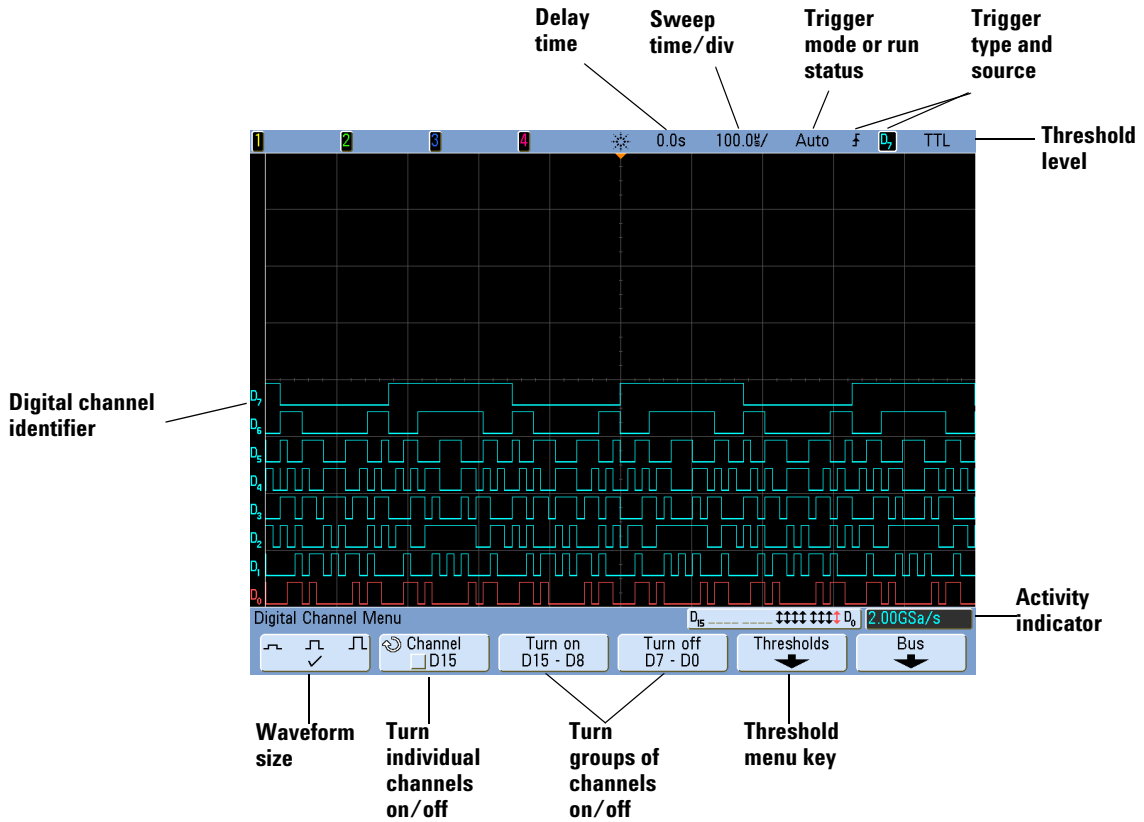 Delay
time
Sweep
time/div
Trigger
mode or run
status
Trigger
type and
source
1 2 3 4 0.0s 100.0µs/ Auto D7 TTL
Threshold
level
Digital channel
identifier
D7
D6
D5
D4
D3
D2
D1
D0
Digital Channel Menu D15 D0 2.00GSa/s
Activity
indicator
Channel
D15
Turn on
D15 - D8
Turn off
D7 - D0
Thresholds
Bus
Waveform
size
Turn
individual
channels
on/off
Turn
groups of
channels
on/off
Threshold
menu key